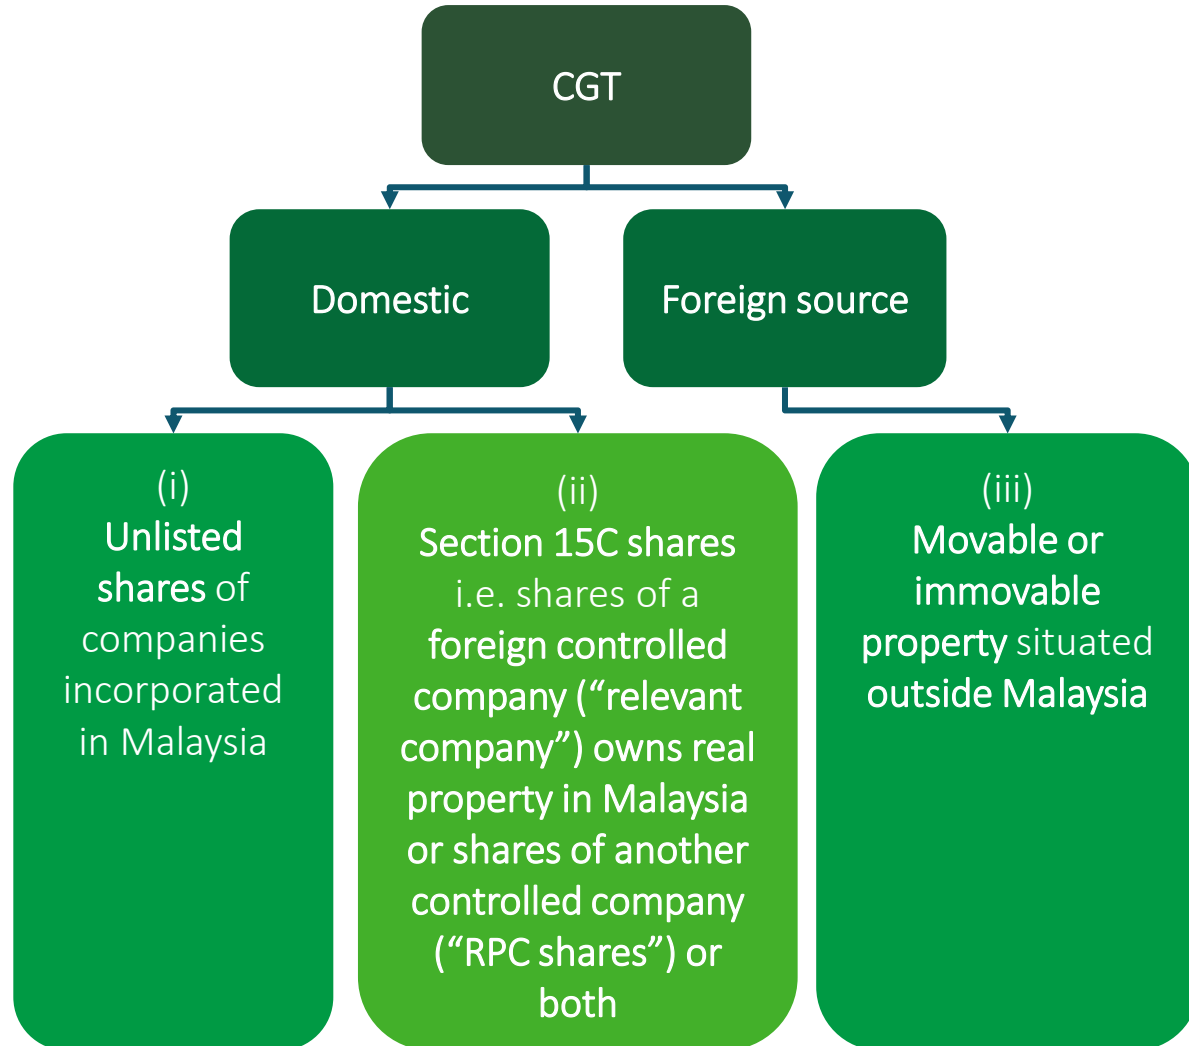 CGT
Domestic
Foreign source
(i)
Unlisted
shares of
companies
incorporated
in Malaysia
(ii)
Section 15C shares
i.e. shares of a
foreign controlled
company (“relevant
company”) owns real
property in Malaysia
or shares of another
controlled company
(“RPC shares”) or
both
(iii)
Movable or
immovable
property situated
outside Malaysia